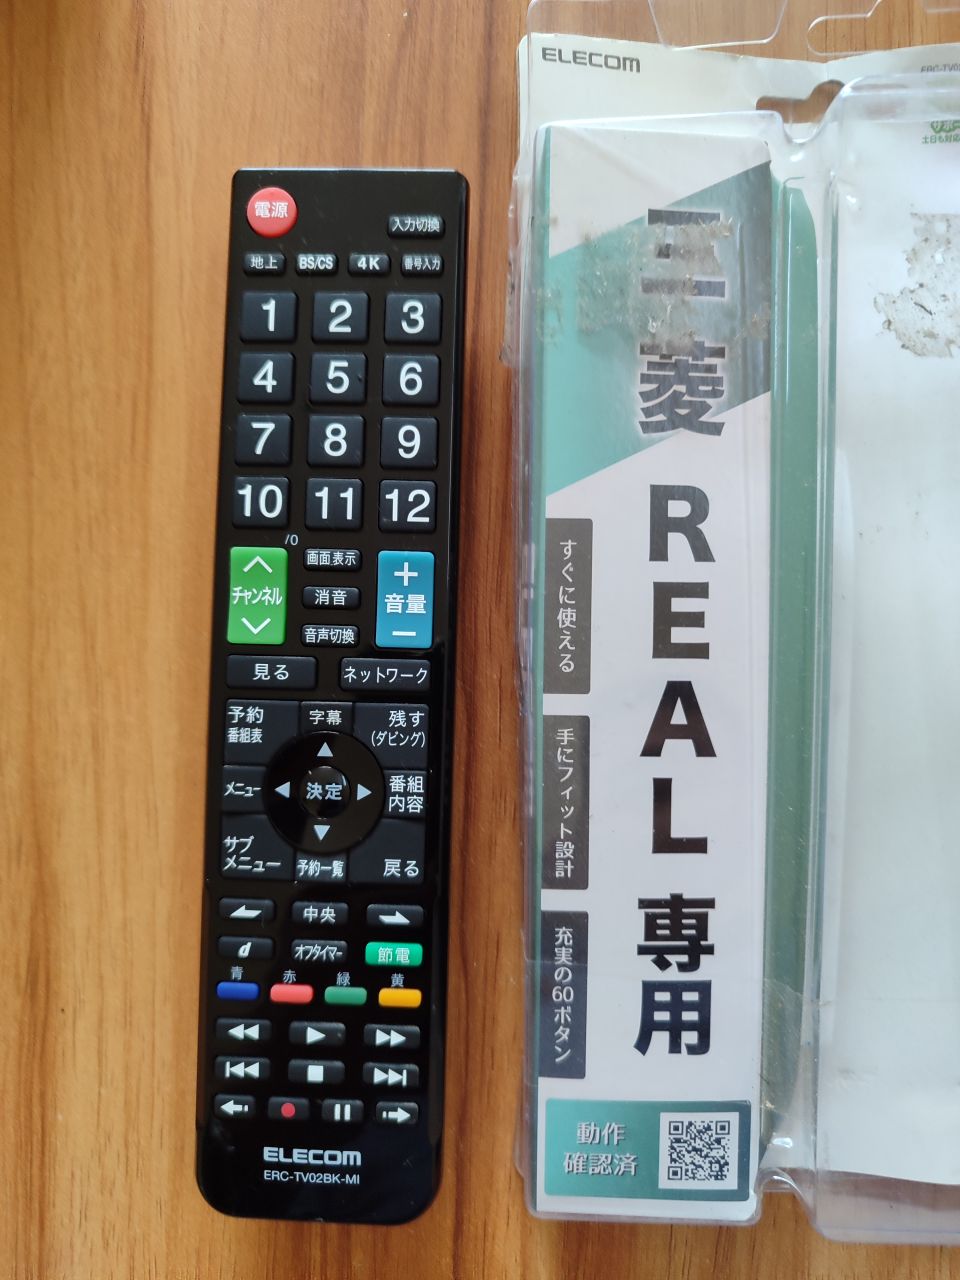 電源
入力切換
地上 BS/CS 4K 番号入力
1 2 3
4 5 6
7 8 9
10 11 12
/0
チャンネル 画面表示 + 音量 -
消音
音声切換
見る ネットワーク
予約 番組表 字幕 残す (ダビング)
メニュー 決定 番組内容
サブメニュー 予約一覧 戻る
中央
d オフタイマー 節電
青 赤 緑 黄
ELECOM
ERC-TV02BK-MI
ELECOM
三菱 REAL 専用
すぐに使える
手にフィット設計
充実の60ボタン
動作
確認済